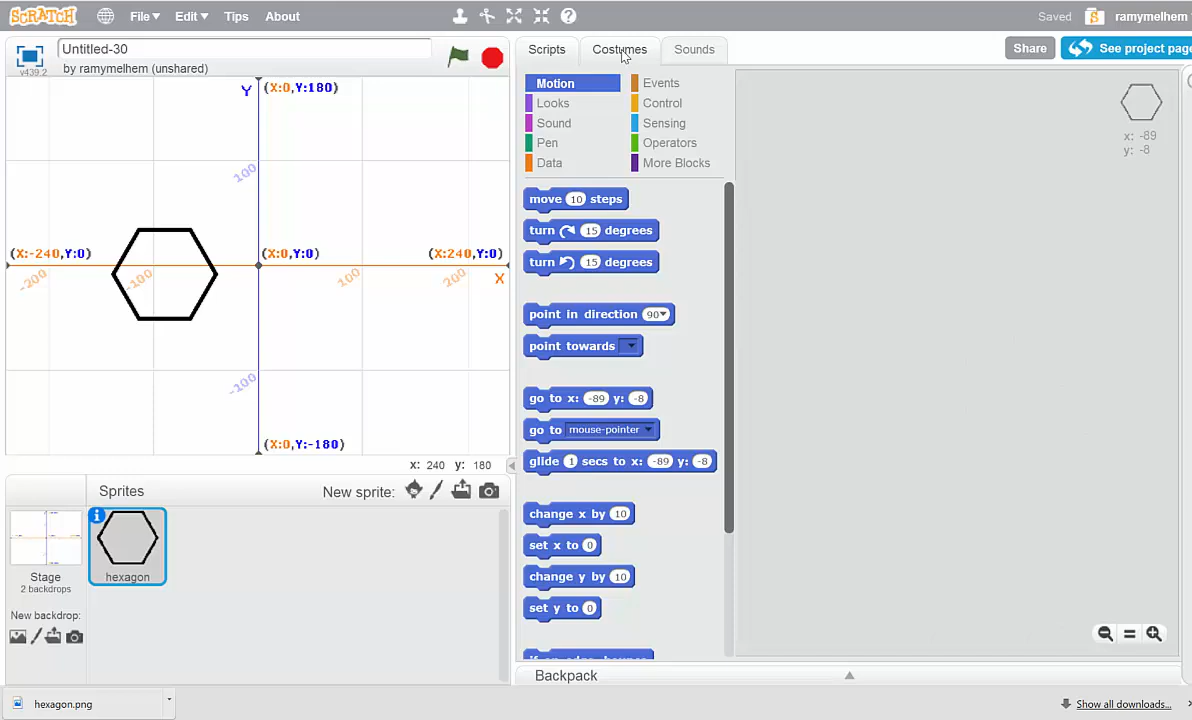 SCRATCH File Edit Tips About Saved ramymelhem
Untitled-30
by ramymelhem (unshared)
v439.2
Scripts Costumes Sounds Share See project page
Y (X:0,Y:180)
100
(X:-240,Y:0) (X:0,Y:0) (X:240,Y:0)
-200 -100 100 200 X
-100
(X:0,Y:-180)
x: 240 y: 180
Motion Events
Looks Control
Sound Sensing
Pen Operators
Data More Blocks
move 10 steps
turn 15 degrees
turn 15 degrees
point in direction 90
point towards
go to x: -89 y: -8
go to mouse-pointer
glide 1 secs to x: -89 y: -8
change x by 10
set x to 0
change y by 10
set y to 0
if on edge, bounce
x: -89
y: -8
Sprites New sprite:
Stage
2 backdrops
New backdrop:
hexagon
Backpack
hexagon.png
Show all downloads...